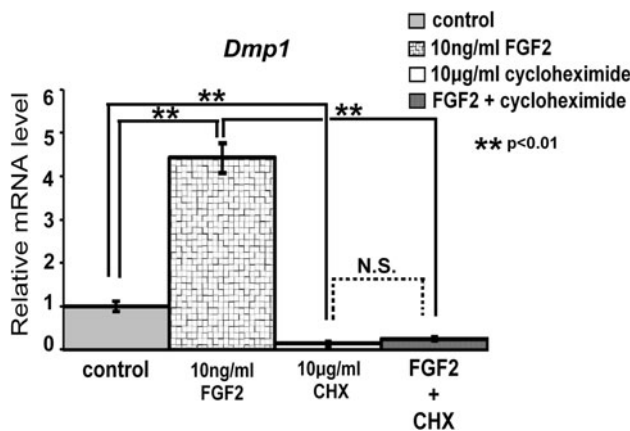 Dmp1
control
10ng/ml FGF2
10µg/ml cycloheximide
FGF2 + cycloheximide
** p<0.01
Relative mRNA level
6
5
4
3
2
1
0
**
**
**
N.S.
control
10ng/ml
FGF2
10µg/ml
CHX
FGF2
+
CHX